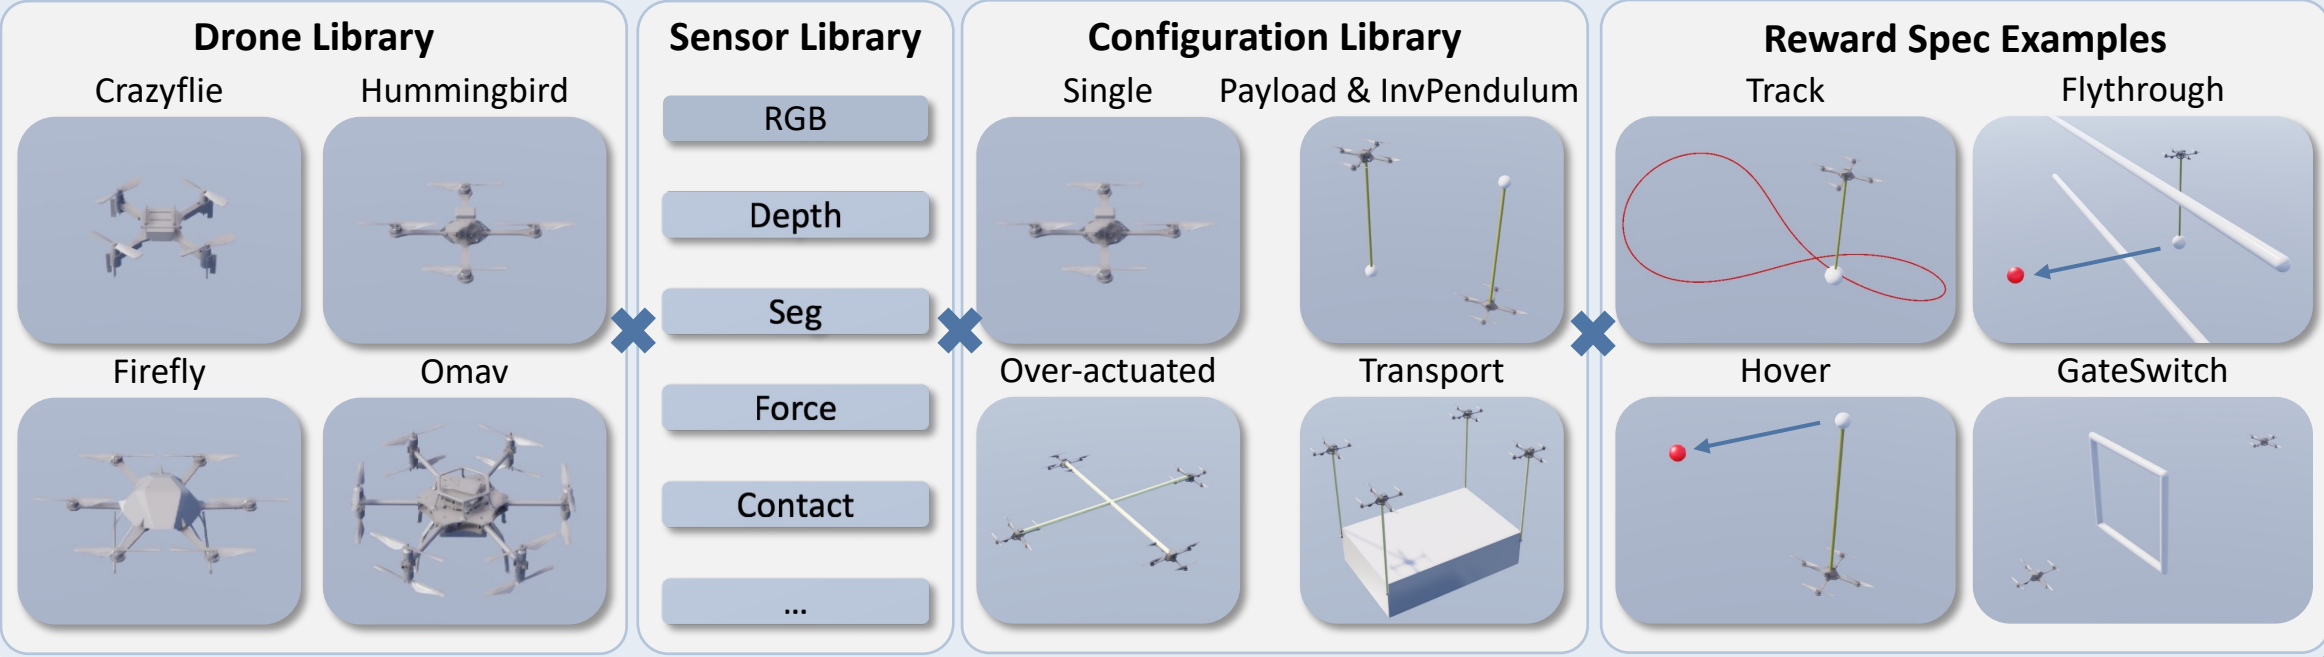 Drone Library
Crazyflie
Hummingbird
Firefly
Omav
Sensor Library
RGB
Depth
Seg
Force
Contact
...
Configuration Library
Single
Payload & InvPendulum
Over-actuated
Transport
Reward Spec Examples
Track
Flythrough
Hover
GateSwitch